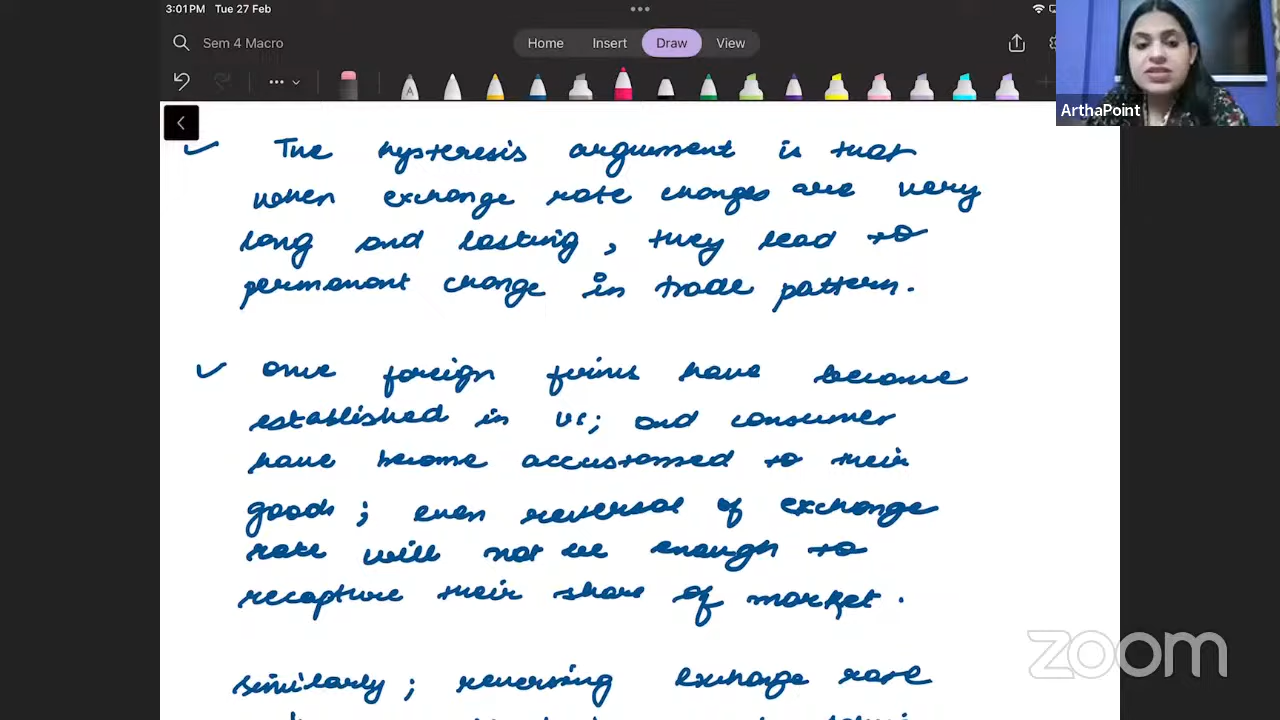 3:01PM Tue 27 Feb
Sem 4 Macro
Home Insert Draw View
ArthaPoint
The hysteresis argument is that
when exchange rate changes are very
long and lasting, they lead to
permanant change in trade pattern.
Once foreign firms have become
established in US; and consumer
have become accustomed to their
goods; even reversal of exchange
rate will not be enough to
recapture their share of market.
similarly; reversing exchange rate
zoom